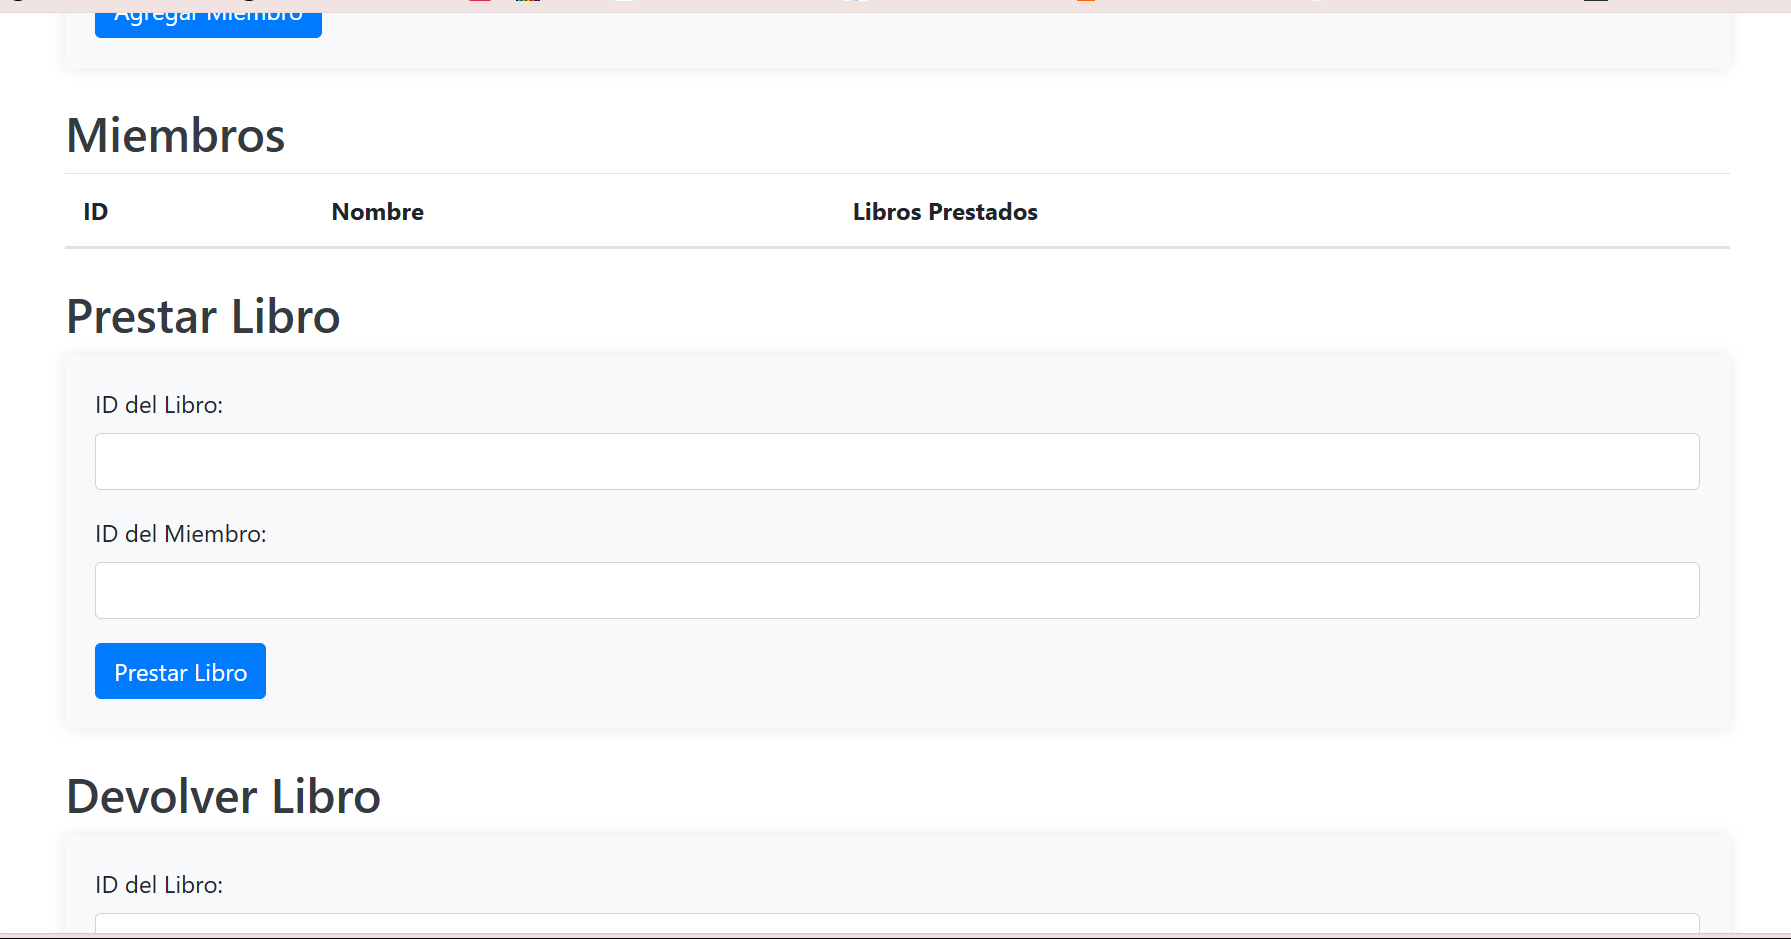 Agregar Miembro
Miembros
ID Nombre Libros Prestados
Prestar Libro
ID del Libro:
ID del Miembro:
Prestar Libro
Devolver Libro
ID del Libro: